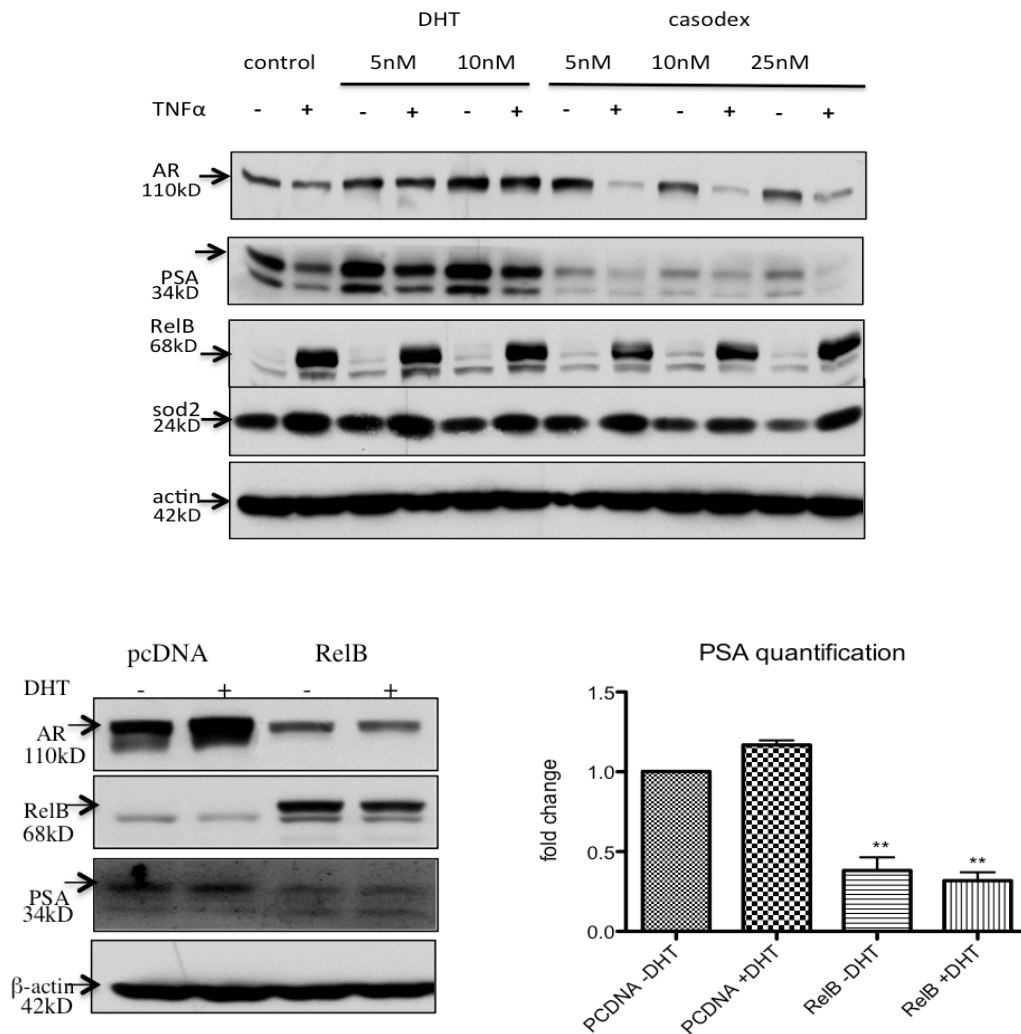 DHT casodex
control 5nM 10nM 5nM 10nM 25nM
TNFα - + - + - + - + - + - +
AR
110kD
PSA
34kD
RelB
68kD
sod2
24kD
actin
42kD
pcDNA RelB
DHT - + - +
AR
110kD
RelB
68kD
PSA
34kD
β-actin
42kD
PSA quantification
fold change
1.5
1.0
0.5
0.0
** **
PCDNA -DHT
PCDNA +DHT
RelB -DHT
RelB +DHT